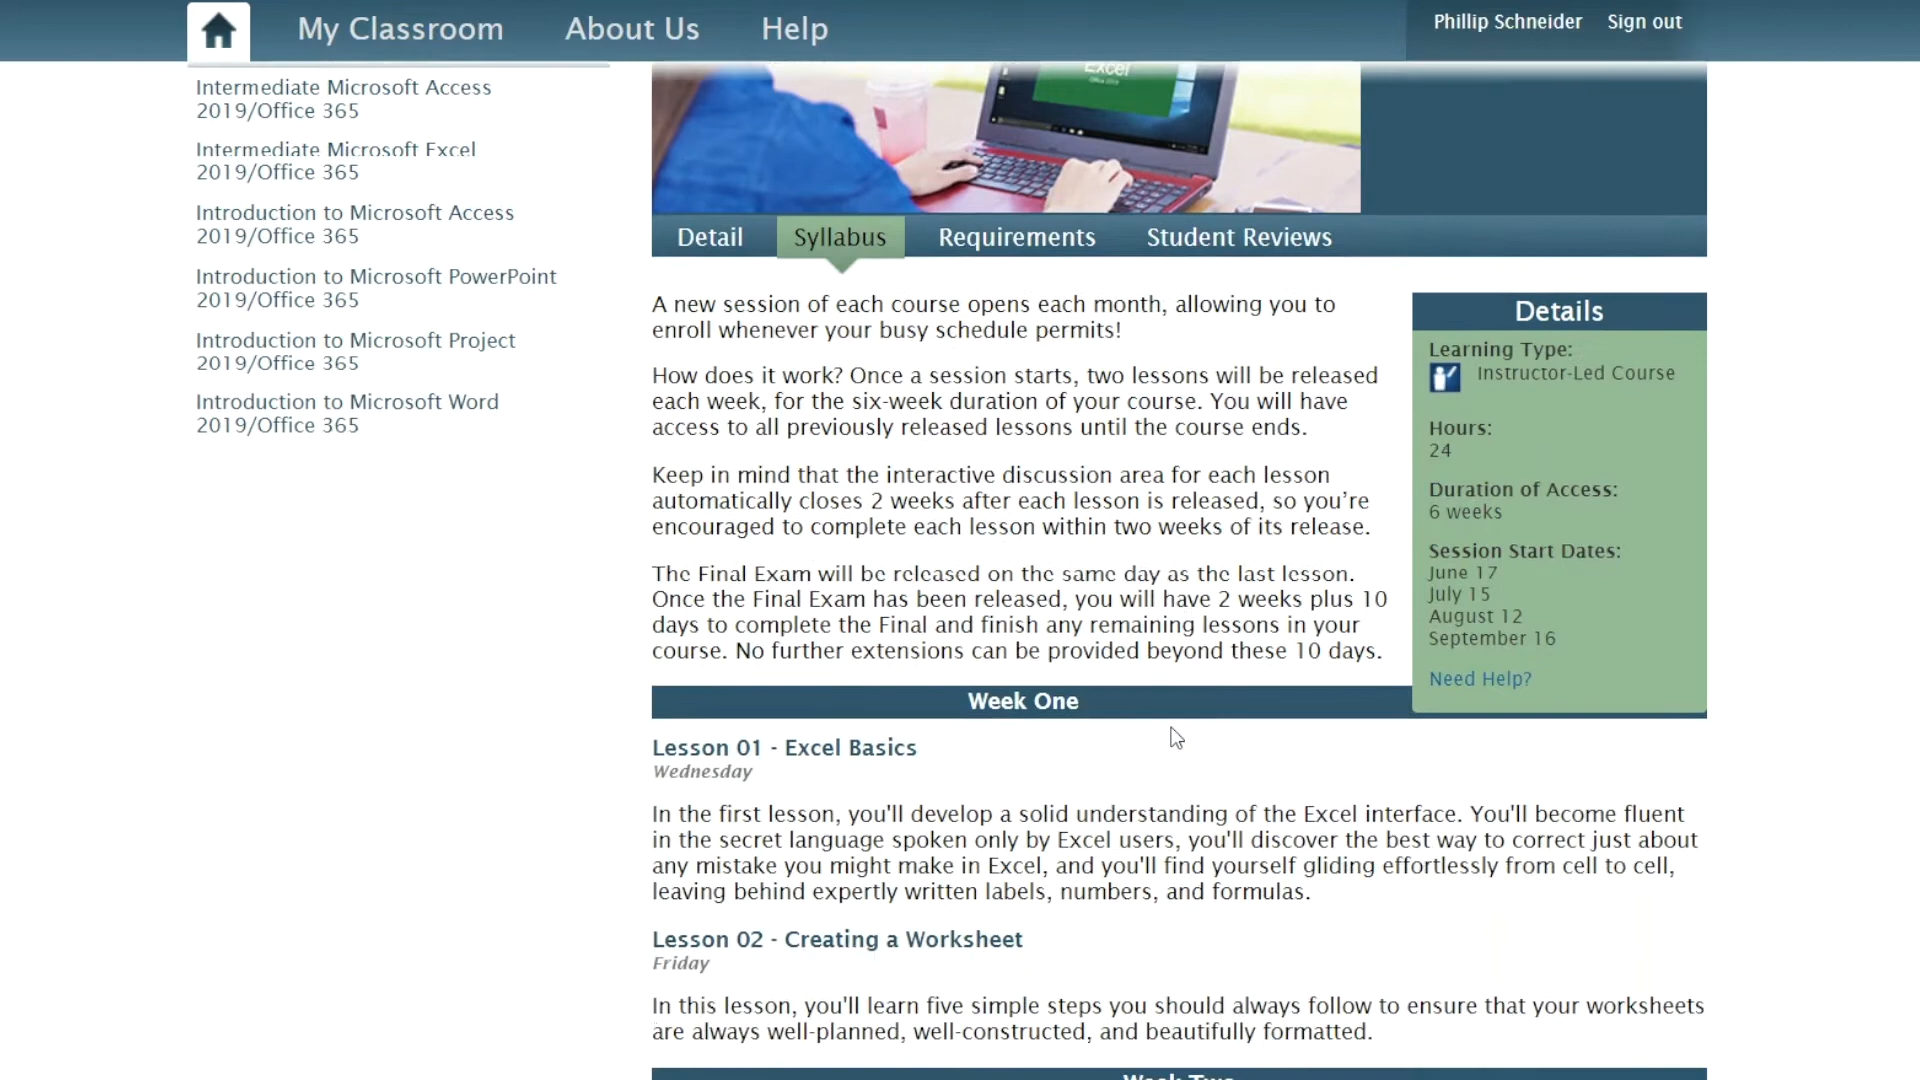 My Classroom
About Us
Help
Phillip Schneider
Sign out
Intermediate Microsoft Access
2019/Office 365
Intermediate Microsoft Excel
2019/Office 365
Introduction to Microsoft Access
2019/Office 365
Introduction to Microsoft PowerPoint
2019/Office 365
Introduction to Microsoft Project
2019/Office 365
Introduction to Microsoft Word
2019/Office 365
Excel
Detail
Syllabus
Requirements
Student Reviews
A new session of each course opens each month, allowing you to
enroll whenever your busy schedule permits!
How does it work? Once a session starts, two lessons will be released
each week, for the six-week duration of your course. You will have
access to all previously released lessons until the course ends.
Keep in mind that the interactive discussion area for each lesson
automatically closes 2 weeks after each lesson is released, so you’re
encouraged to complete each lesson within two weeks of its release.
The Final Exam will be released on the same day as the last lesson.
Once the Final Exam has been released, you will have 2 weeks plus 10
days to complete the Final and finish any remaining lessons in your
course. No further extensions can be provided beyond these 10 days.
Details
Learning Type:
Instructor-Led Course
Hours:
24
Duration of Access:
6 weeks
Session Start Dates:
June 17
July 15
August 12
September 16
Need Help?
Week One
Lesson 01 - Excel Basics
Wednesday
In the first lesson, you'll develop a solid understanding of the Excel interface. You'll become fluent
in the secret language spoken only by Excel users, you'll discover the best way to correct just about
any mistake you might make in Excel, and you'll find yourself gliding effortlessly from cell to cell,
leaving behind expertly written labels, numbers, and formulas.
Lesson 02 - Creating a Worksheet
Friday
In this lesson, you'll learn five simple steps you should always follow to ensure that your worksheets
are always well-planned, well-constructed, and beautifully formatted.
Week Two